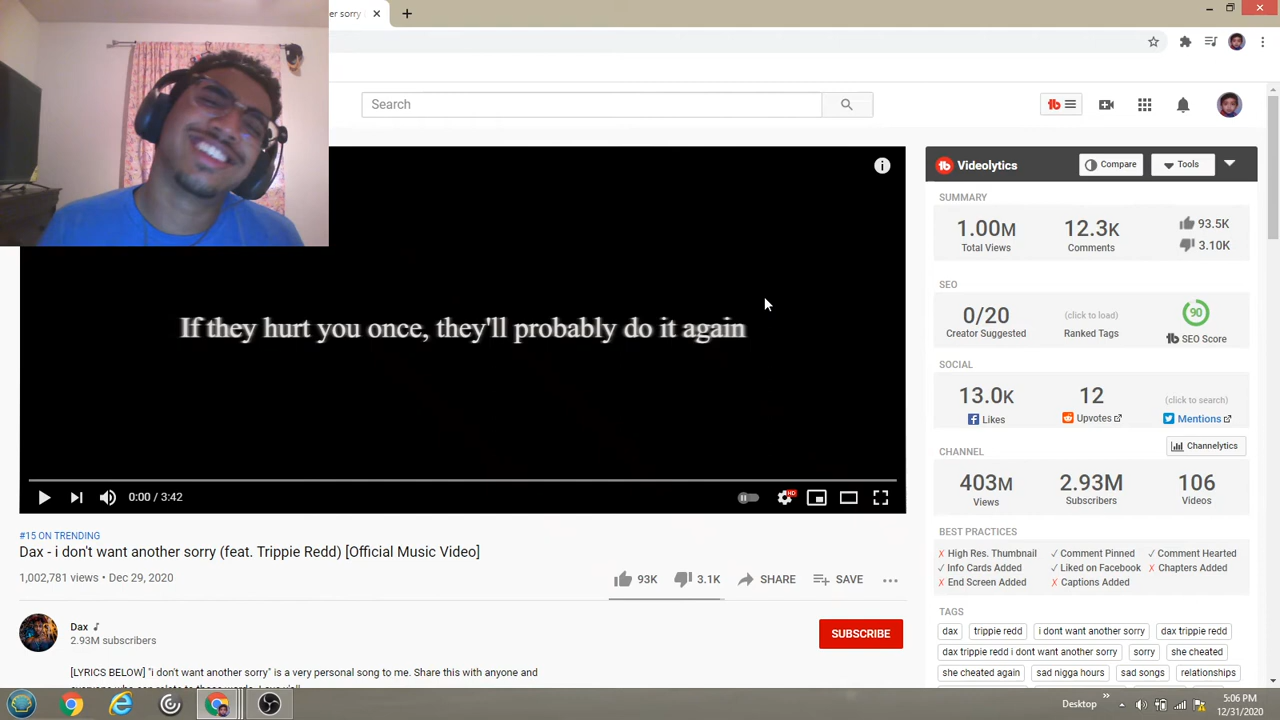 er sorry
Search
Videolytics
Compare
Tools
SUMMARY
1.00M
Total Views
12.3K
Comments
93.5K
3.10K
SEO
0/20
Creator Suggested
(click to load)
Ranked Tags
90
SEO Score
SOCIAL
13.0K
Likes
12
Upvotes
(click to search)
Mentions
Channelytics
CHANNEL
403M
Views
2.93M
Subscribers
106
Videos
BEST PRACTICES
✗ High Res. Thumbnail
✓ Comment Pinned
✓ Comment Hearted
✓ Info Cards Added
✓ Liked on Facebook
✗ Chapters Added
✗ End Screen Added
✗ Captions Added
TAGS
dax
trippie redd
i dont want another sorry
dax trippie redd
dax trippie redd i dont want another sorry
sorry
she cheated
she cheated again
sad nigga hours
sad songs
relationships
If they hurt you once, they'll probably do it again
0:00 / 3:42
HD
#15 ON TRENDING
Dax - i don't want another sorry (feat. Trippie Redd) [Official Music Video]
1,002,781 views • Dec 29, 2020
93K
3.1K
SHARE
SAVE
Dax
2.93M subscribers
SUBSCRIBE
[LYRICS BELOW] "i don't want another sorry" is a very personal song to me. Share this with anyone and
Desktop
5:06 PM
12/31/2020